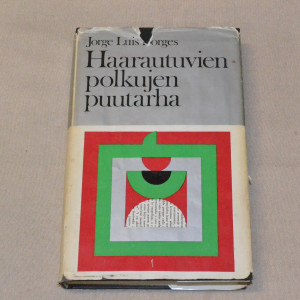 Jorge Luis Borges
Haarautuvien
polkujen
puutarha